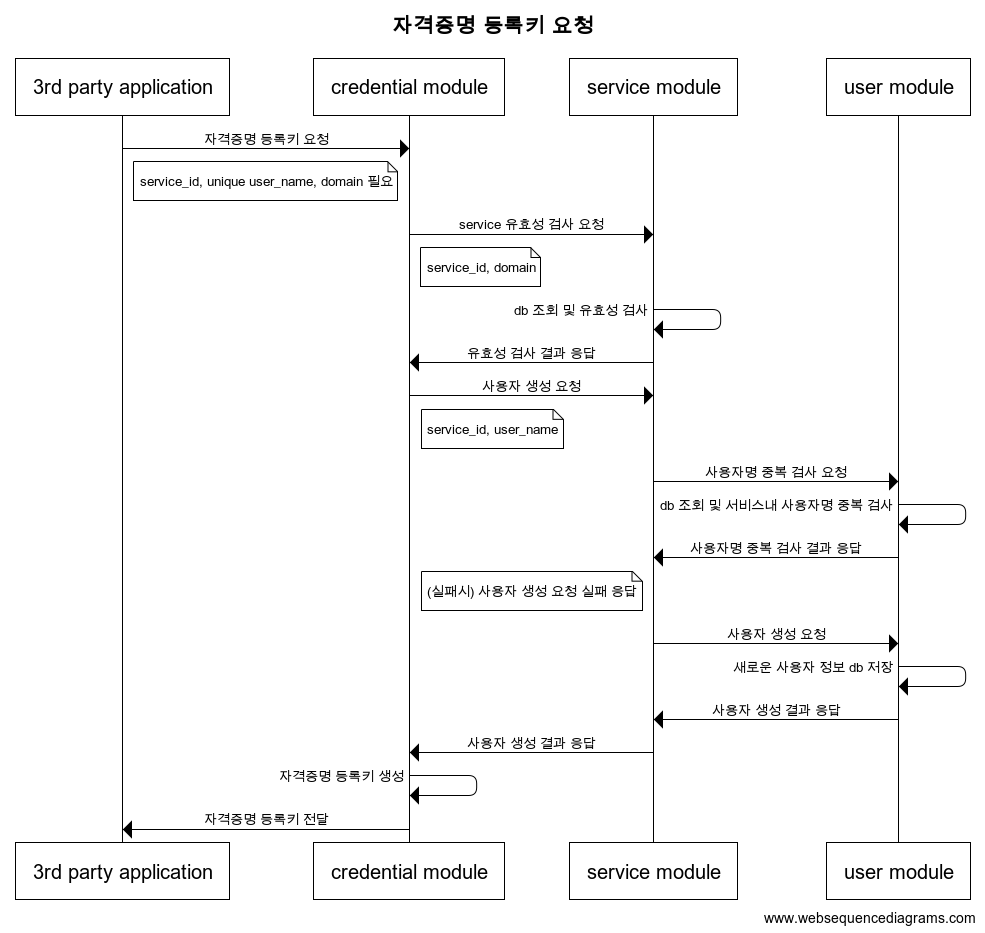 자격증명 등록키 요청
3rd party application
credential module
service module
user module
자격증명 등록키 요청
service_id, unique user_name, domain 필요
service 유효성 검사 요청
service_id, domain
db 조회 및 유효성 검사
유효성 검사 결과 응답
사용자 생성 요청
service_id, user_name
사용자명 중복 검사 요청
db 조회 및 서비스내 사용자명 중복 검사
사용자명 중복 검사 결과 응답
(실패시) 사용자 생성 요청 실패 응답
사용자 생성 요청
새로운 사용자 정보 db 저장
사용자 생성 결과 응답
사용자 생성 결과 응답
자격증명 등록키 생성
자격증명 등록키 전달
3rd party application
credential module
service module
user module
www.websequencediagrams.com